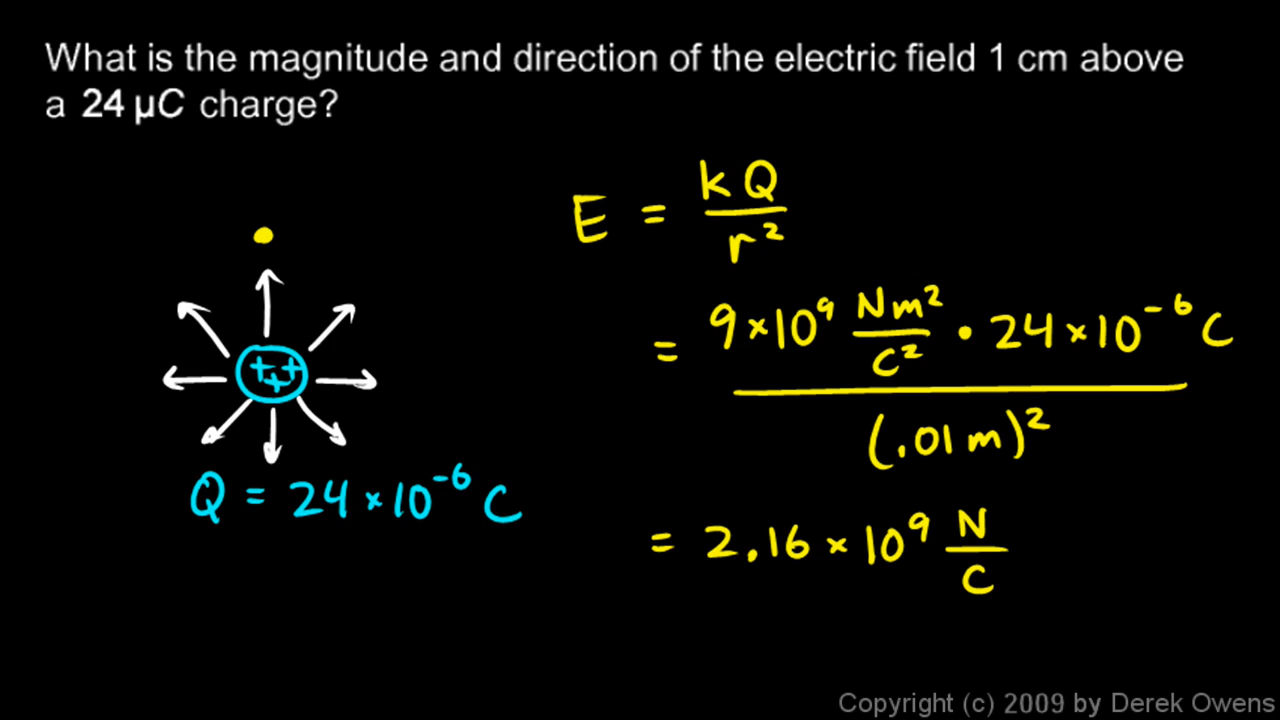 What is the magnitude and direction of the electric field 1 cm above
a 24 μC charge?
E = kQ / r²
= 9×10⁹ Nm²/C² • 24×10⁻⁶ C / (.01m)²
= 2.16×10⁹ N/C
+++
Q = 24×10⁻⁶ C
Copyright (c) 2009 by Derek Owens